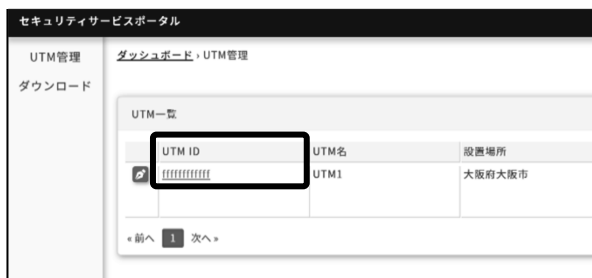 セキュリティサービスポータル
UTM管理
ダウンロード
ダッシュボード › UTM管理
UTM一覧
UTM ID UTM名 設置場所
ffffffffffff UTM1 大阪府大阪市
« 前へ 1 次へ »